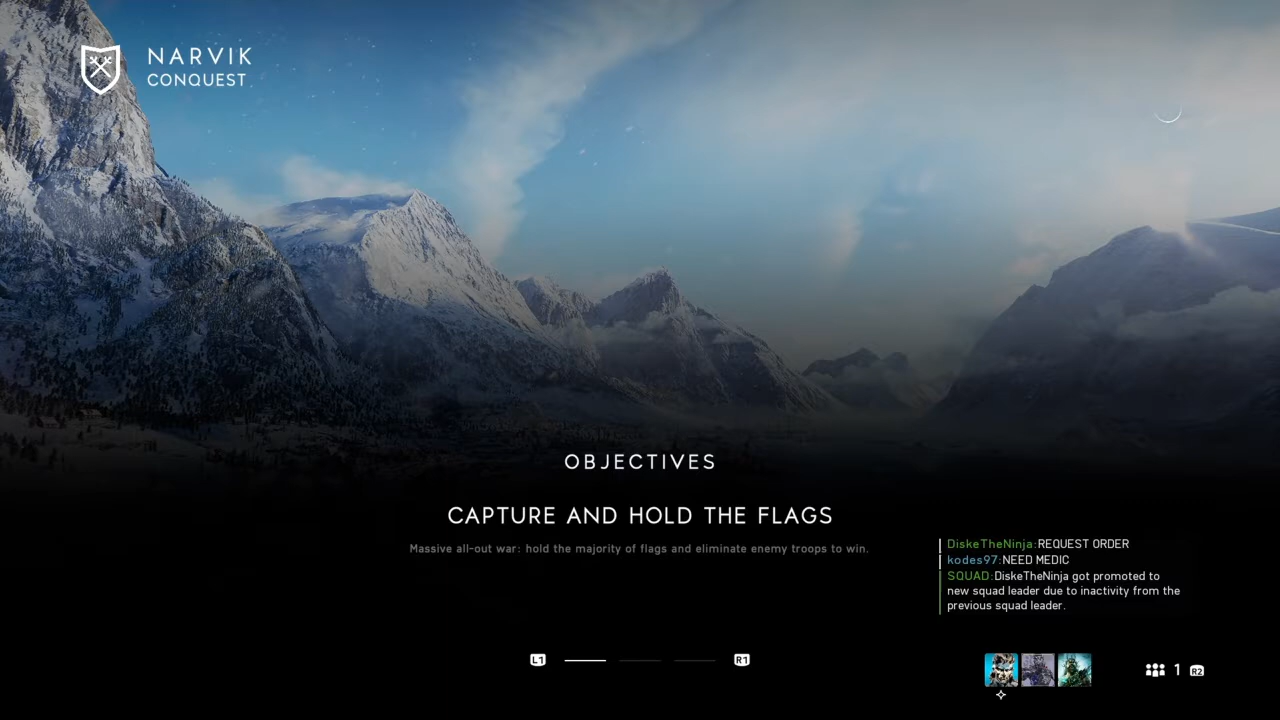 NARVIK
CONQUEST
OBJECTIVES
CAPTURE AND HOLD THE FLAGS
Massive all-out war: hold the majority of flags and eliminate enemy troops to win.
DiskeTheNinja:REQUEST ORDER
kodes97:NEED MEDIC
SQUAD:DiskeTheNinja got promoted to
new squad leader due to inactivity from the
previous squad leader.
L1
R1
1 R2